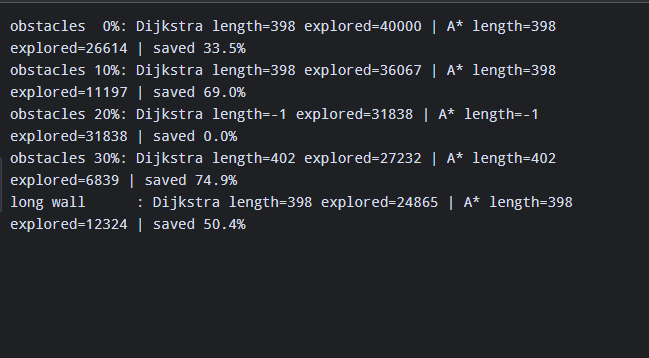 obstacles  0%: Dijkstra length=398 explored=40000 | A* length=398
explored=26614 | saved 33.5%
obstacles 10%: Dijkstra length=398 explored=36067 | A* length=398
explored=11197 | saved 69.0%
obstacles 20%: Dijkstra length=-1 explored=31838 | A* length=-1
explored=31838 | saved 0.0%
obstacles 30%: Dijkstra length=402 explored=27232 | A* length=402
explored=6839 | saved 74.9%
long wall     : Dijkstra length=398 explored=24865 | A* length=398
explored=12324 | saved 50.4%